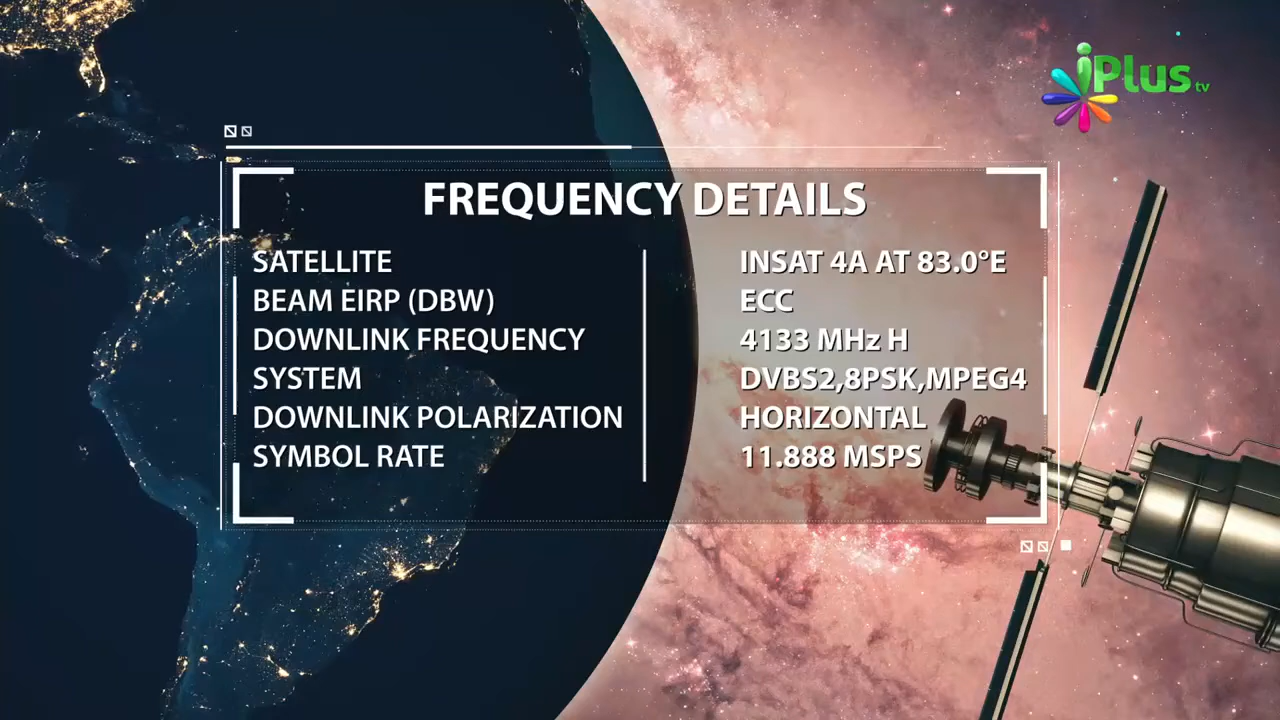 iPlus tv
FREQUENCY DETAILS
SATELLITE INSAT 4A AT 83.0°E
BEAM EIRP (DBW) ECC
DOWNLINK FREQUENCY 4133 MHz H
SYSTEM DVBS2,8PSK,MPEG4
DOWNLINK POLARIZATION HORIZONTAL
SYMBOL RATE 11.888 MSPS